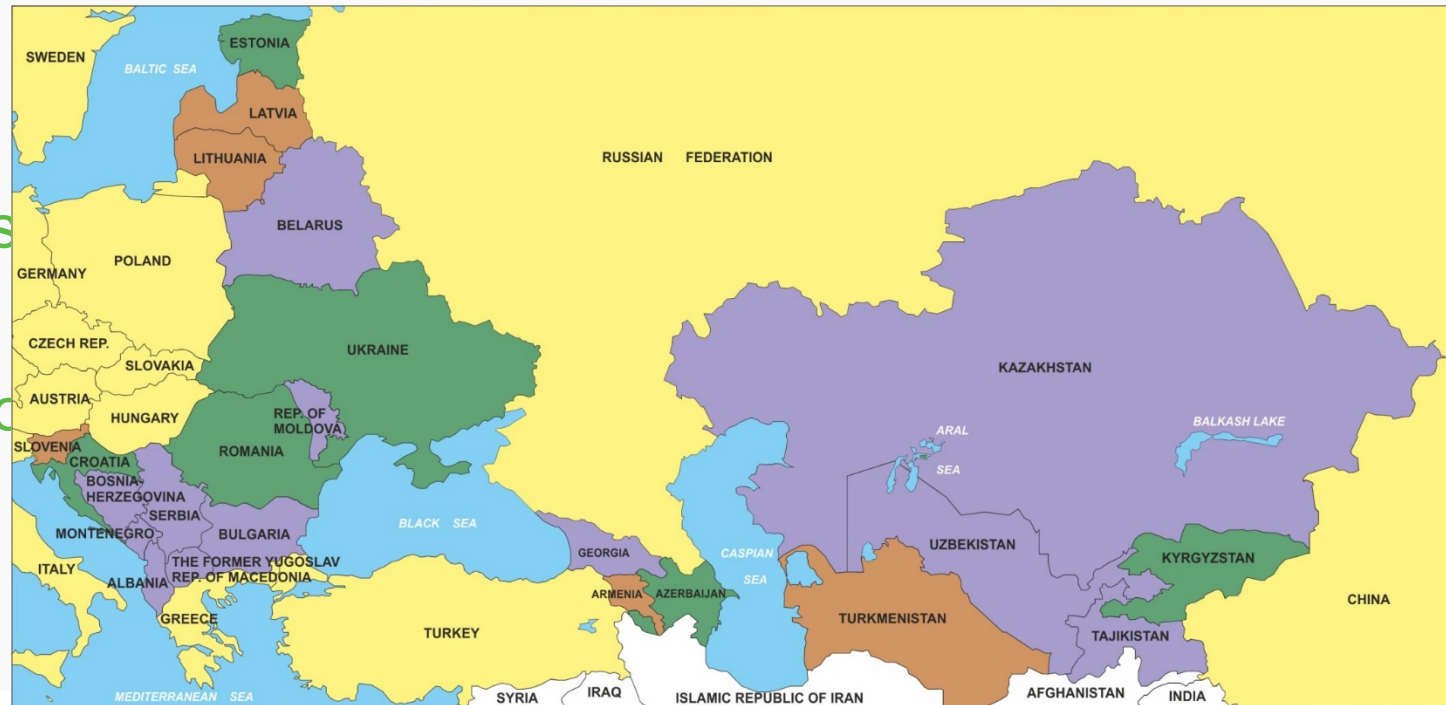 SWEDEN
BALTIC SEA
ESTONIA
LATVIA
LITHUANIA
RUSSIAN FEDERATION
BELARUS
s
POLAND
GERMANY
CZECH REP.
SLOVAKIA
UKRAINE
KAZAKHSTAN
AUSTRIA
HUNGARY
REP. OF
MOLDOVA
BALKASH LAKE
ARAL
SEA
SLOVENIA
CROATIA
ROMANIA
BOSNIA-
HERZEGOVINA
SERBIA
MONTENEGRO
BULGARIA
BLACK SEA
GEORGIA
CASPIAN
SEA
UZBEKISTAN
KYRGYZSTAN
ITALY
ALBANIA
THE FORMER YUGOSLAV
REP. OF MACEDONIA
ARMENIA
AZERBAIJAN
CHINA
GREECE
TURKEY
TURKMENISTAN
TAJIKISTAN
MEDITERRANEAN SEA
SYRIA
IRAQ
ISLAMIC REPUBLIC OF IRAN
AFGHANISTAN
INDIA